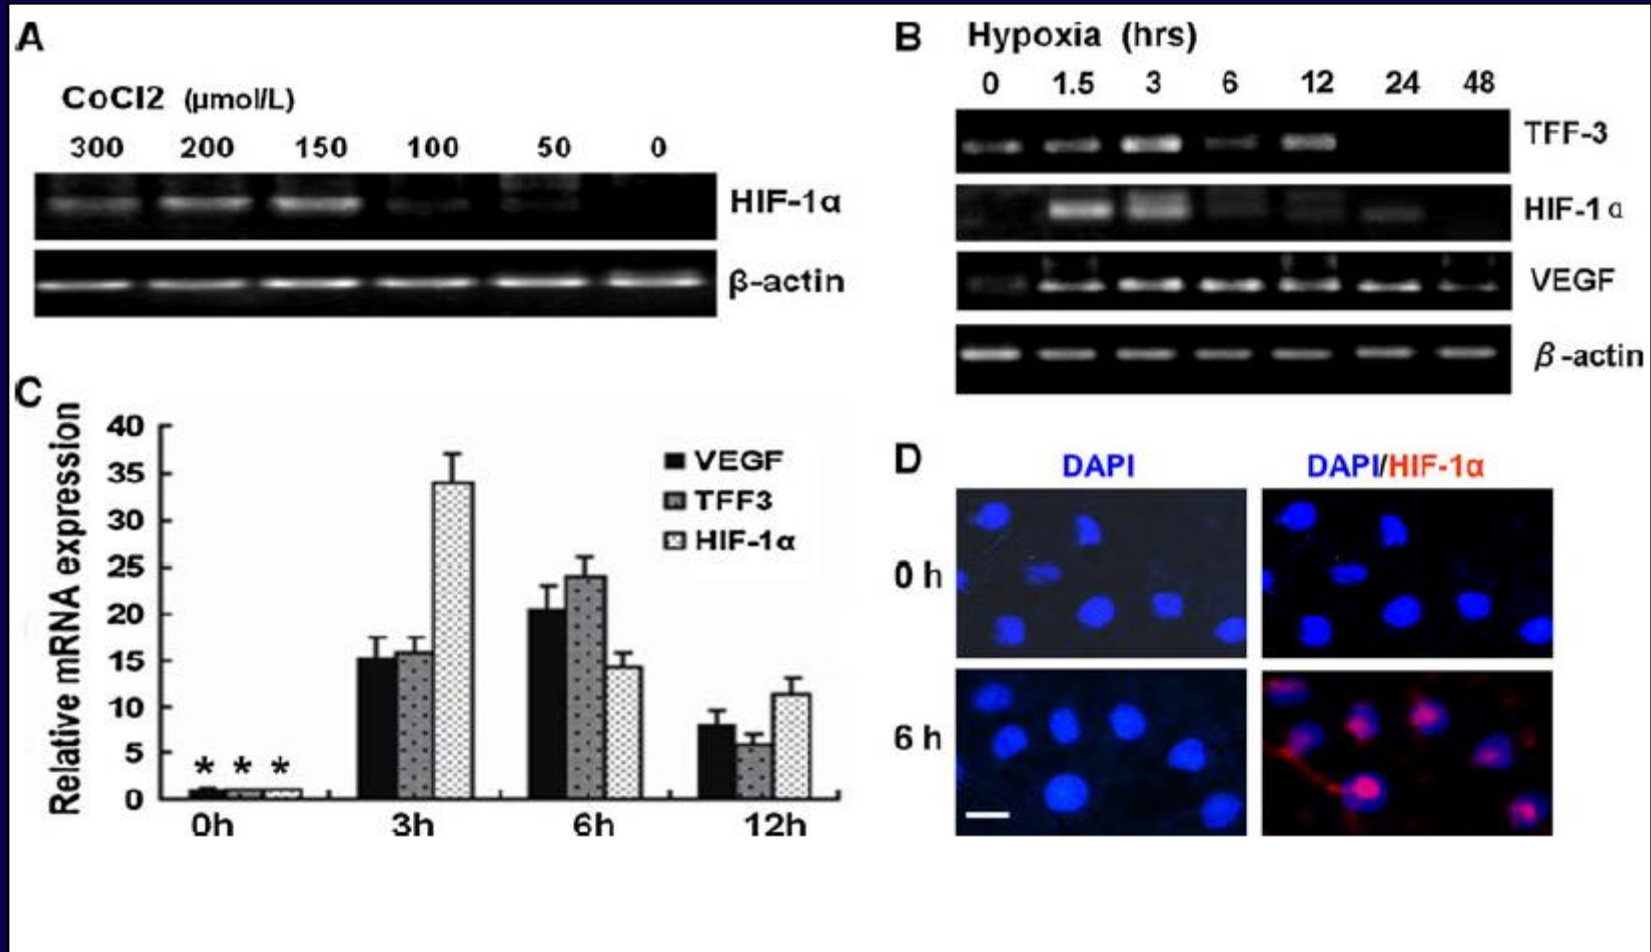 A
CoCl2 (μmol/L)
300 200 150 100 50 0
HIF-1α
β-actin
B Hypoxia (hrs)
0 1.5 3 6 12 24 48
TFF-3
HIF-1α
VEGF
β-actin
C
Relative mRNA expression
40
35
30
25
20
15
10
5
0
VEGF
TFF3
HIF-1α
* * *
0h 3h 6h 12h
D
DAPI DAPI/HIF-1α
0 h
6 h